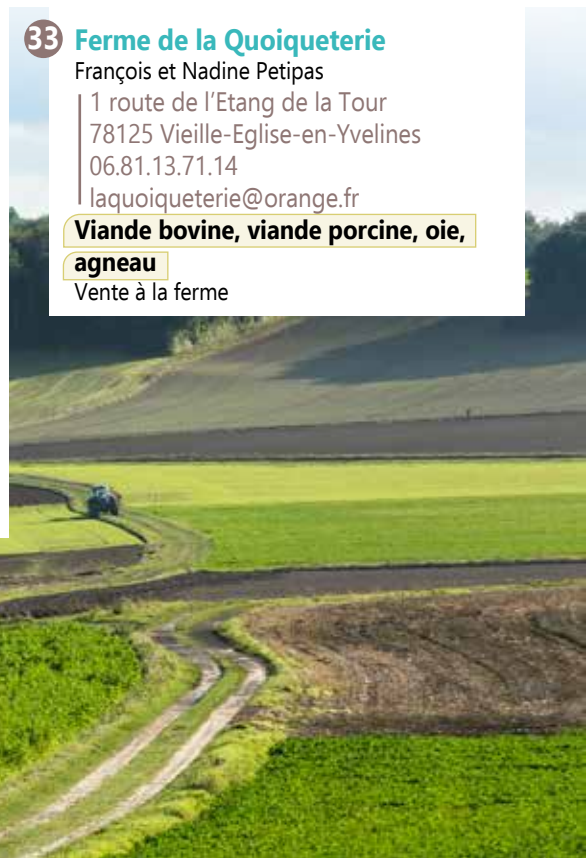 33 Ferme de la Quoiqueterie
François et Nadine Petipas
1 route de l'Etang de la Tour
78125 Vieille-Eglise-en-Yvelines
06.81.13.71.14
laquoiqueterie@orange.fr
Viande bovine, viande porcine, oie,
agneau
Vente à la ferme